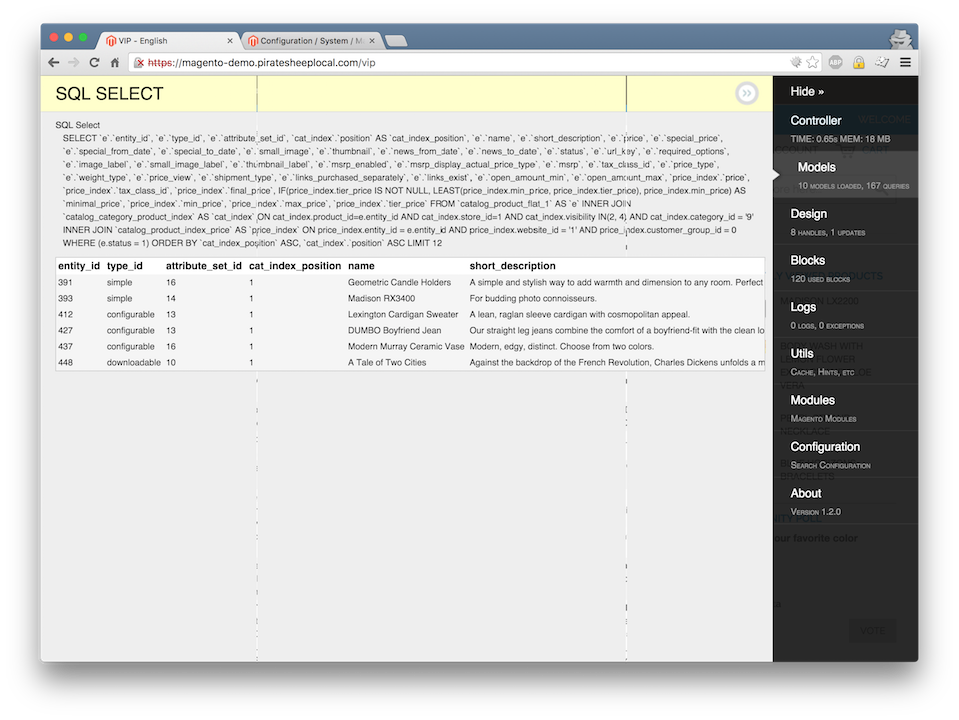 VIP - English
Configuration / System / M
https://magento-demo.piratesheeplocal.com/vip
ABP
SQL SELECT
SQL Select
SELECT `e`.`entity_id`, `e`.`type_id`, `e`.`attribute_set_id`, `cat_index`.`position` AS `cat_index_position`, `e`.`name`, `e`.`short_description`, `e`.`price`, `e`.`special_price`,
`e`.`special_from_date`, `e`.`special_to_date`, `e`.`small_image`, `e`.`thumbnail`, `e`.`news_from_date`, `e`.`news_to_date`, `e`.`status`, `e`.`url_key`, `e`.`required_options`,
`e`.`image_label`, `e`.`small_image_label`, `e`.`thumbnail_label`, `e`.`msrp_enabled`, `e`.`msrp_display_actual_price_type`, `e`.`msrp`, `e`.`tax_class_id`, `e`.`price_type`,
`e`.`weight_type`, `e`.`price_view`, `e`.`shipment_type`, `e`.`links_purchased_separately`, `e`.`links_exist`, `e`.`open_amount_min`, `e`.`open_amount_max`, `price_index`.`price`,
`price_index`.`tax_class_id`, `price_index`.`final_price`, IF(price_index.tier_price IS NOT NULL, LEAST(price_index.min_price, price_index.tier_price), price_index.min_price) AS
`minimal_price`, `price_index`.`min_price`, `price_index`.`max_price`, `price_index`.`tier_price` FROM `catalog_product_flat_1` AS `e` INNER JOIN
`catalog_category_product_index` AS `cat_index` ON cat_index.product_id=e.entity_id AND cat_index.store_id=1 AND cat_index.visibility IN(2, 4) AND cat_index.category_id = '9'
INNER JOIN `catalog_product_index_price` AS `price_index` ON price_index.entity_id = e.entity_id AND price_index.website_id = '1' AND price_index.customer_group_id = 0
WHERE (e.status = 1) ORDER BY `cat_index_position` ASC, `cat_index`.`position` ASC LIMIT 12
entity_id type_id attribute_set_id cat_index_position name short_description
391 simple 16 1 Geometric Candle Holders A simple and stylish way to add warmth and dimension to any room. Perfect
393 simple 14 1 Madison RX3400 For budding photo connoisseurs.
412 configurable 13 1 Lexington Cardigan Sweater A lean, raglan sleeve cardigan with cosmopolitan appeal.
427 configurable 13 1 DUMBO Boyfriend Jean Our straight leg jeans combine the comfort of a boyfriend-fit with the clean lo
437 configurable 16 1 Modern Murray Ceramic Vase Modern, edgy, distinct. Choose from two colors.
448 downloadable 10 1 A Tale of Two Cities Against the backdrop of the French Revolution, Charles Dickens unfolds a m
Hide »
Controller
TIME: 0.65s MEM: 18 MB
Models
10 MODELS LOADED, 167 QUERIES
Design
8 HANDLES, 1 UPDATES
Blocks
120 USED BLOCKS
Logs
0 LOGS, 0 EXCEPTIONS
Utils
CACHE, HINTS, ETC
Modules
MAGENTO MODULES
Configuration
SEARCH CONFIGURATION
About
VERSION 1.2.0
WELCOME
CART
MADISON LX2200
WITH
FLOWER
VERA
NECKLACE
BRACELETS
our favorite color
VOTE